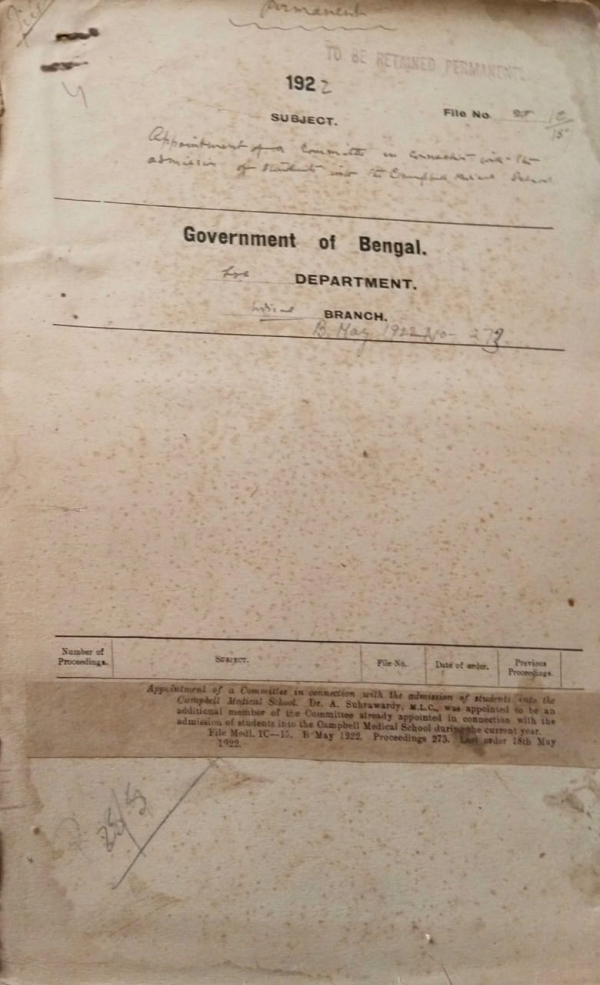 Permanent
TO BE RETAINED PERMANENTLY
1922
SUBJECT.
File No.
Appointment of a Committee in connection with the
admission of students into the Campbell Medical School
Government of Bengal.
DEPARTMENT.
Medical BRANCH.
B. May 1922 No- 273
Number of Proceedings. SUBJECT. File No. Date of order. Previous Proceedings.
Appointment of a Committee in connection with the admission of students into the
Campbell Medical School. Dr. A. Suhrawardy, M.L.C., was appointed to be an
additional member of the Committee already appointed in connection with the
admission of students into the Campbell Medical School during the current year.
File Medl. 1C—15. B May 1922. Proceedings 273. Last order 18th May
1922.